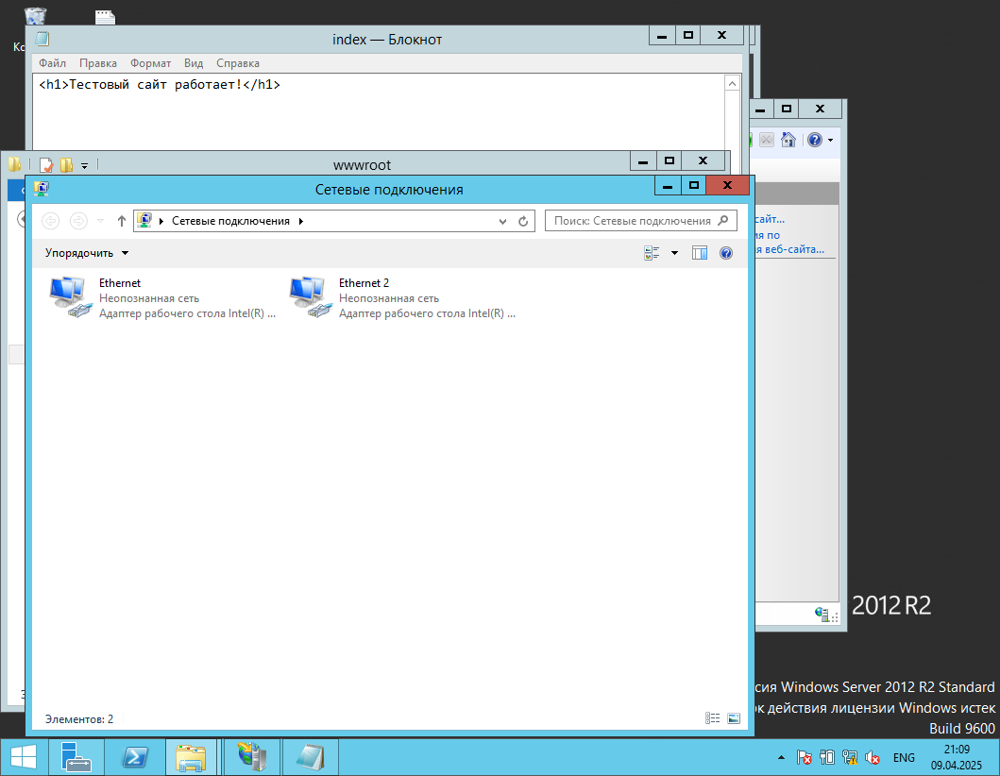 index — Блокнот
Файл Правка Формат Вид Справка
<h1>Тестовый сайт работает!</h1>
wwwroot
Сетевые подключения
Сетевые подключения
Поиск: Сетевые подключения
Упорядочить
Ethernet
Неопознанная сеть
Адаптер рабочего стола Intel(R) ...
Ethernet 2
Неопознанная сеть
Адаптер рабочего стола Intel(R) ...
Элементов: 2
сайт...
по
веб-сайта...
2012 R2
Windows Server 2012 R2 Standard
действия лицензии Windows истек
Build 9600
ENG
21:09
09.04.2025